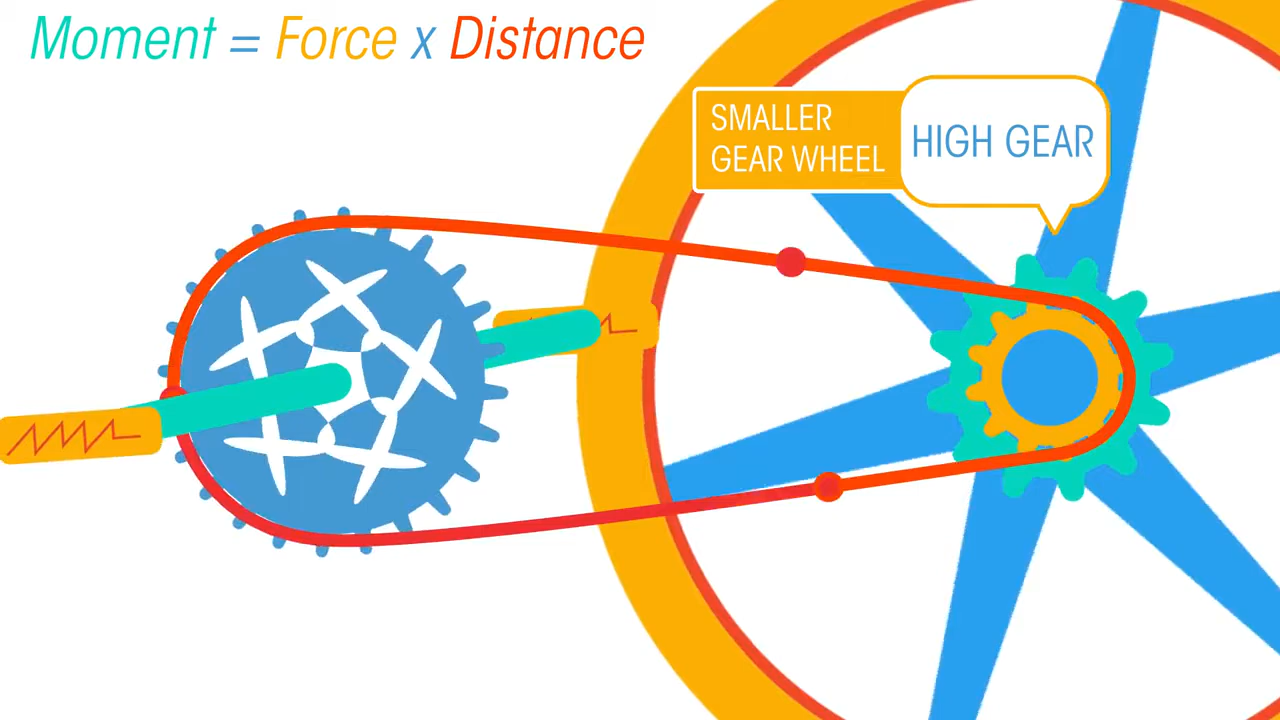 Moment = Force x Distance
SMALLER
GEAR WHEEL
HIGH GEAR